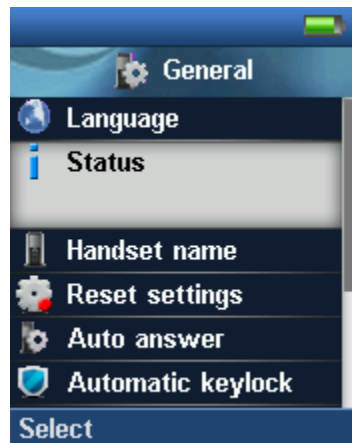 General
Language
Status
Handset name
Reset settings
Auto answer
Automatic keylock
Select